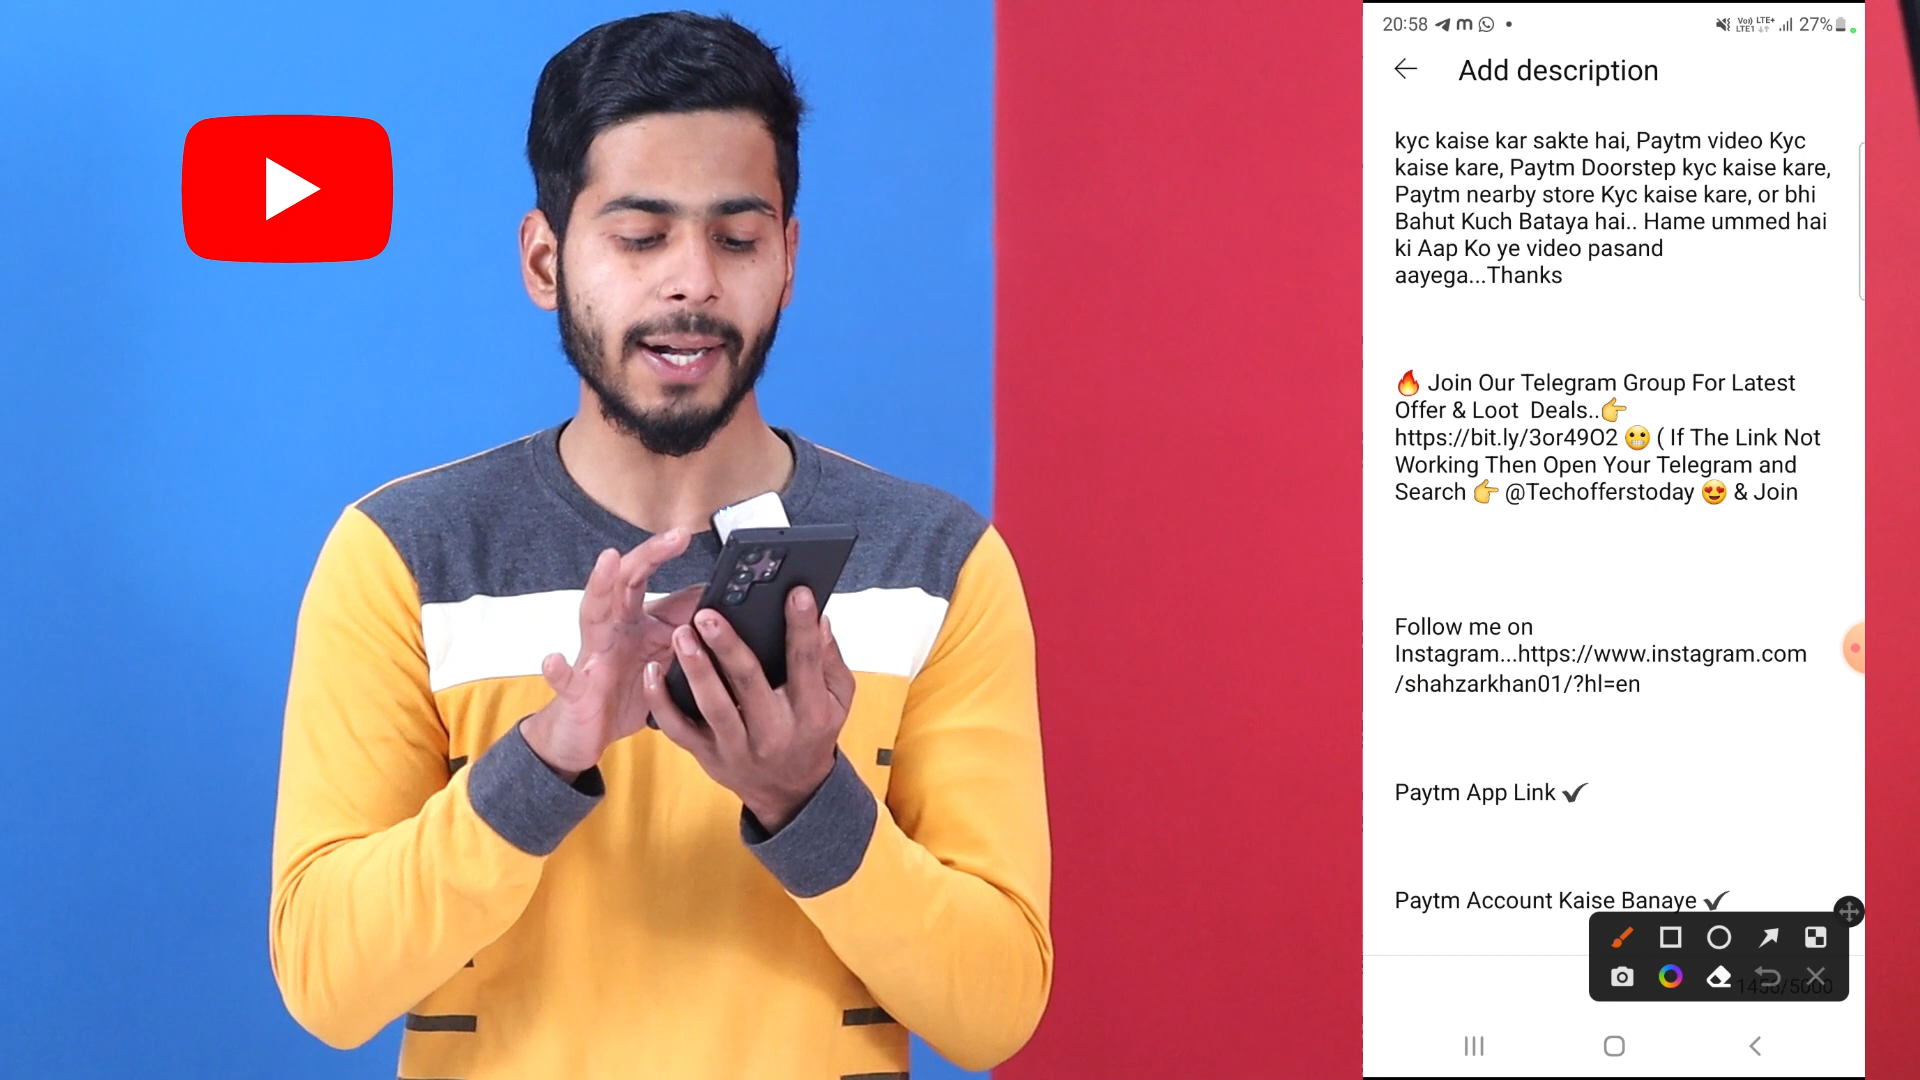 20:58
Vo) LTE+
LTE1
27%
Add description
kyc kaise kar sakte hai, Paytm video Kyc
kaise kare, Paytm Doorstep kyc kaise kare,
Paytm nearby store Kyc kaise kare, or bhi
Bahut Kuch Bataya hai.. Hame ummed hai
ki Aap Ko ye video pasand
aayega...Thanks
🔥 Join Our Telegram Group For Latest
Offer & Loot  Deals..👉
https://bit.ly/3or49O2 😬 ( If The Link Not
Working Then Open Your Telegram and
Search 👉 @Techofferstoday 😍 & Join
Follow me on
Instagram...https://www.instagram.com
/shahzarkhan01/?hl=en
Paytm App Link ✔
Paytm Account Kaise Banaye ✔